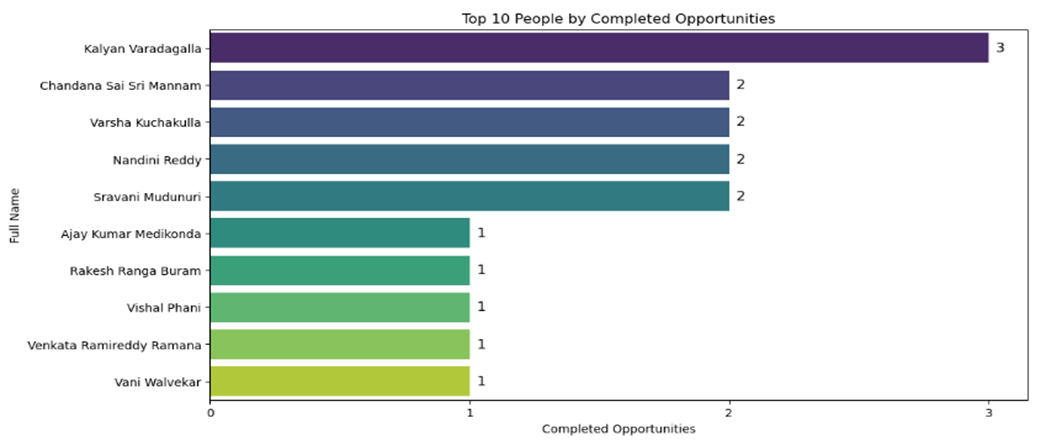 Top 10 People by Completed Opportunities
Full Name
Kalyan Varadagalla 3
Chandana Sai Sri Mannam 2
Varsha Kuchakulla 2
Nandini Reddy 2
Sravani Mudunuri 2
Ajay Kumar Medikonda 1
Rakesh Ranga Buram 1
Vishal Phani 1
Venkata Ramireddy Ramana 1
Vani Walvekar 1
0 1 2 3
Completed Opportunities